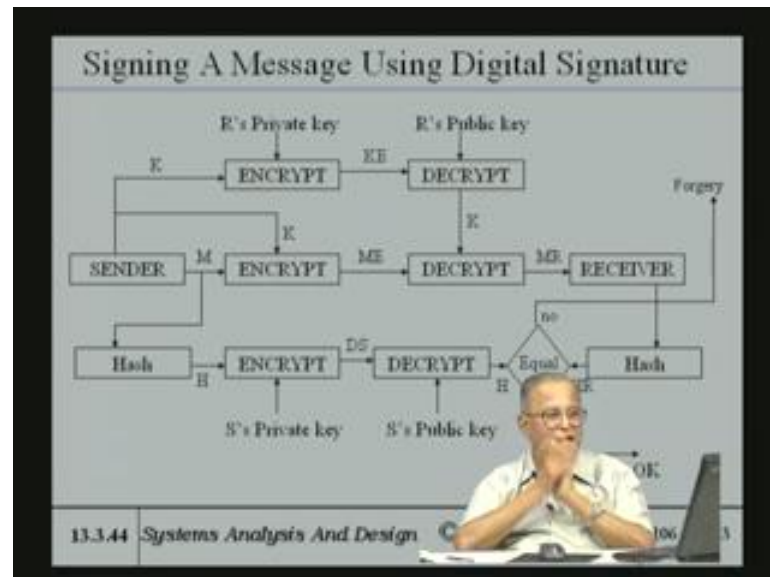 Signing A Message Using Digital Signature
R's Private key R's Public key
K ENCRYPT KE DECRYPT
Forgery
K K
SENDER M ENCRYPT ME DECRYPT MR RECEIVER
no
Hash H ENCRYPT DS DECRYPT H Equal Hash
S's Private key S's Public key
OK
13.3.44 Systems Analysis And Design ©